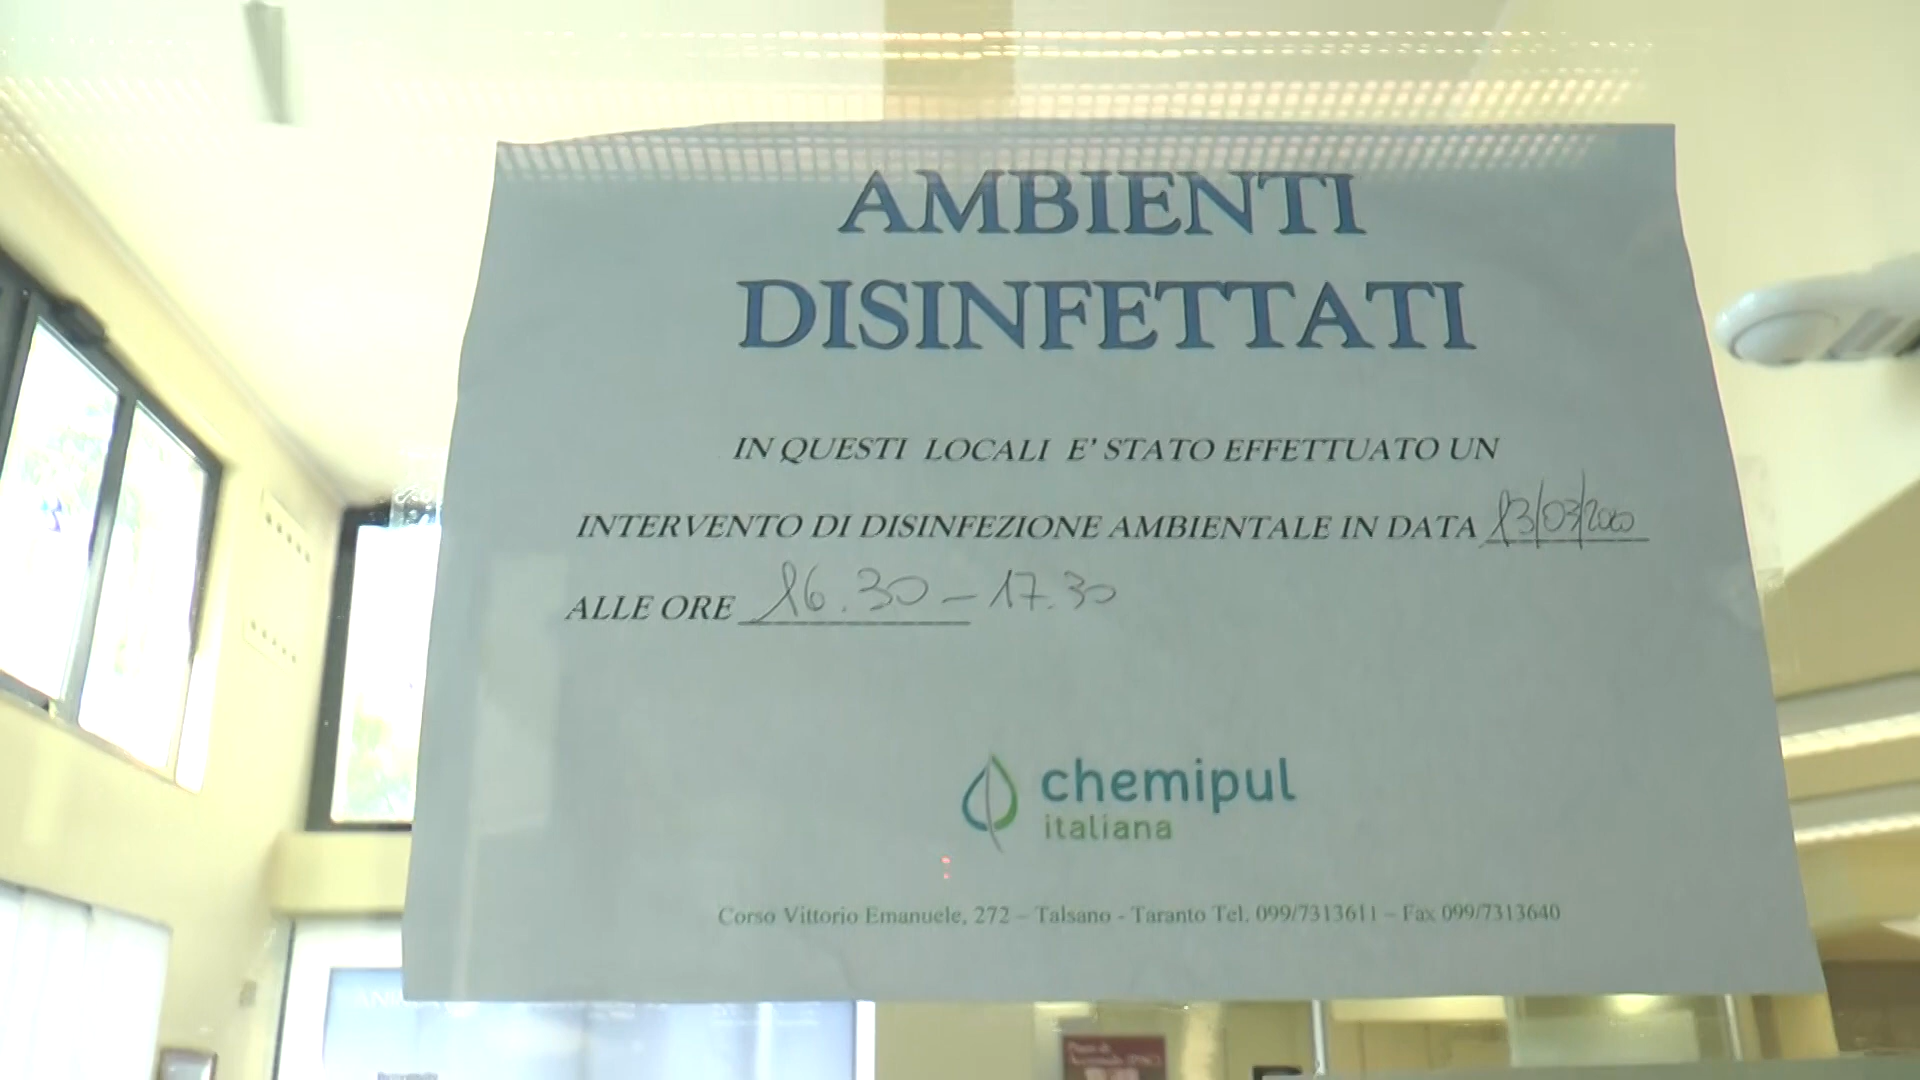 AMBIENTI
DISINFETTATI
IN QUESTI LOCALI E' STATO EFFETTUATO UN
INTERVENTO DI DISINFEZIONE AMBIENTALE IN DATA 13/03/2020
ALLE ORE 16.30 – 17.30
chemipul
italiana
Corso Vittorio Emanuele, 272 – Talsano - Taranto Tel. 099/7313611 – Fax 099/7313640